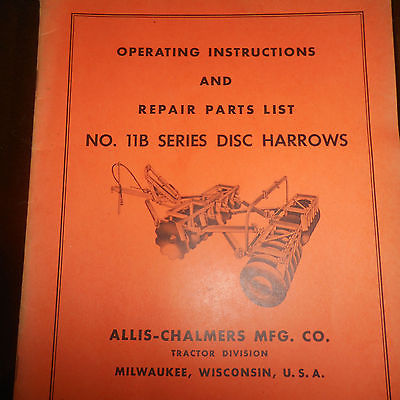 OPERATING INSTRUCTIONS
AND
REPAIR PARTS LIST
NO. 11B SERIES DISC HARROWS
ALLIS-CHALMERS MFG. CO.
TRACTOR DIVISION
MILWAUKEE, WISCONSIN, U. S. A.